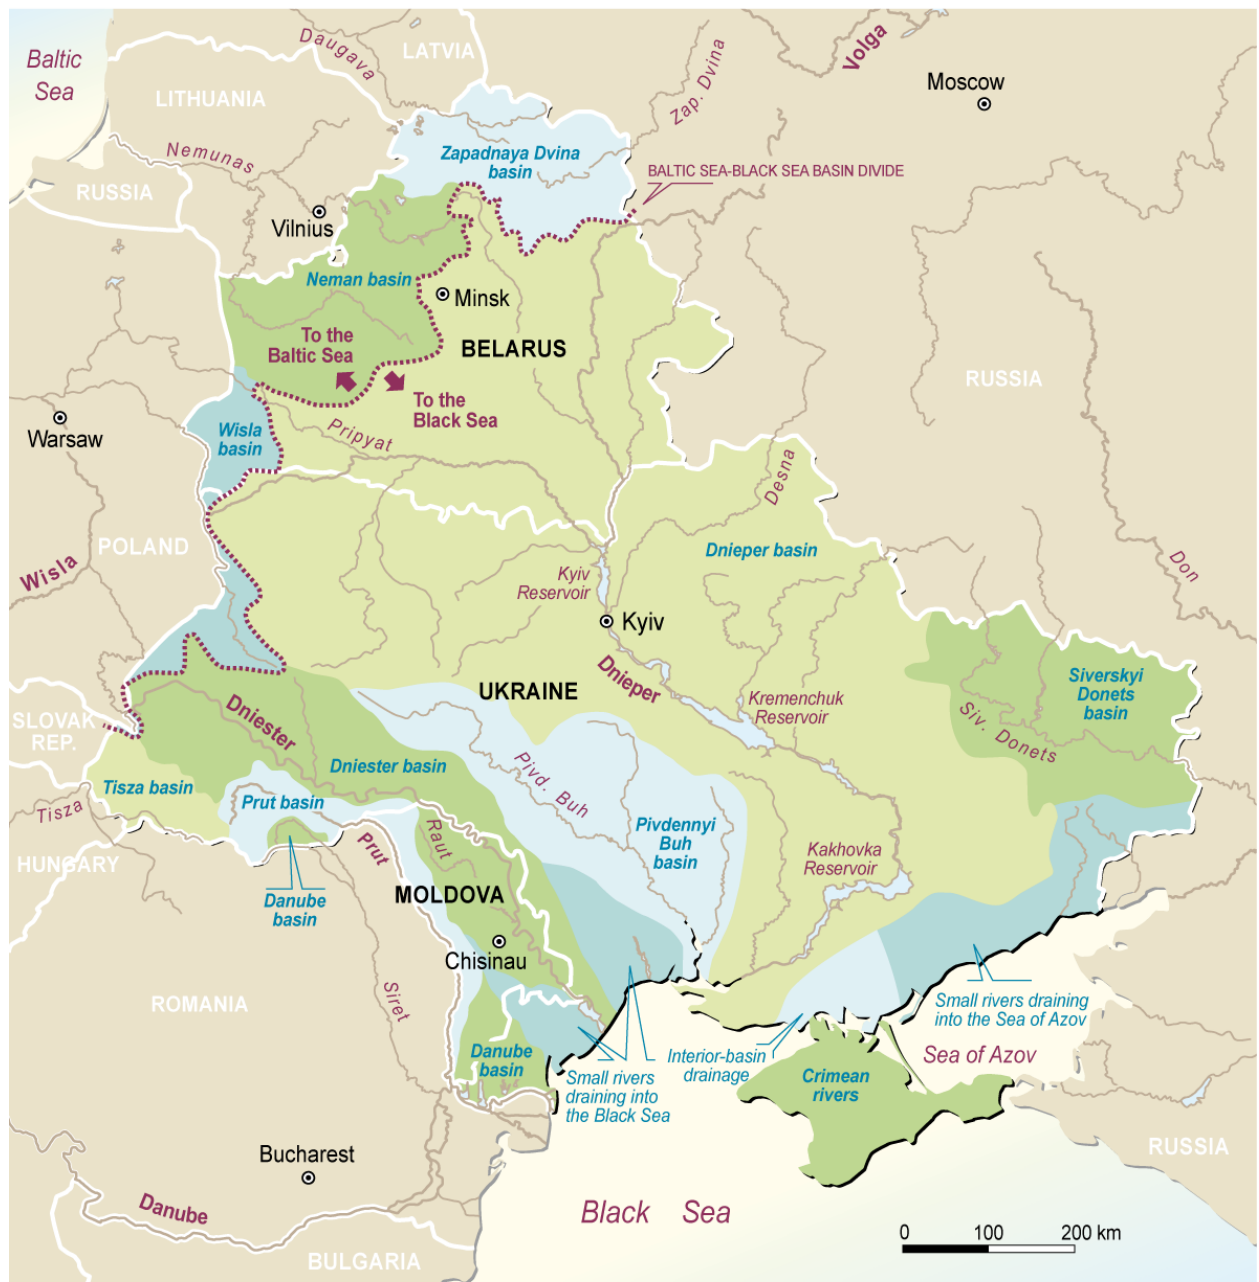 Baltic
Sea
Daugava
LATVIA
Volga
Moscow
LITHUANIA
Zap. Dvina
Nemunas
Zapadnaya Dvina
basin
BALTIC SEA-BLACK SEA BASIN DIVIDE
RUSSIA
Vilnius
Neman basin
Minsk
To the
Baltic Sea
BELARUS
To the
Black Sea
RUSSIA
Warsaw
Wisla
basin
Pripyat
Desna
POLAND
Wisla
Dnieper basin
Don
Kyiv
Reservoir
Kyiv
Dnieper
UKRAINE
Kremenchuk
Reservoir
Siverskyi
Donets
basin
Siv. Donets
SLOVAK
REP.
Dniester
Dniester basin
Pivd. Buh
Tisza basin
Tisza
Prut basin
Prut
Raut
Pivdennyi
Buh
basin
Kakhovka
Reservoir
HUNGARY
Danube
basin
MOLDOVA
Chisinau
ROMANIA
Siret
Danube
basin
Small rivers
draining into
the Black Sea
Interior-basin
drainage
Small rivers draining
into the Sea of Azov
Sea of Azov
Crimean
rivers
RUSSIA
Bucharest
Danube
BULGARIA
Black Sea
0 100 200 km